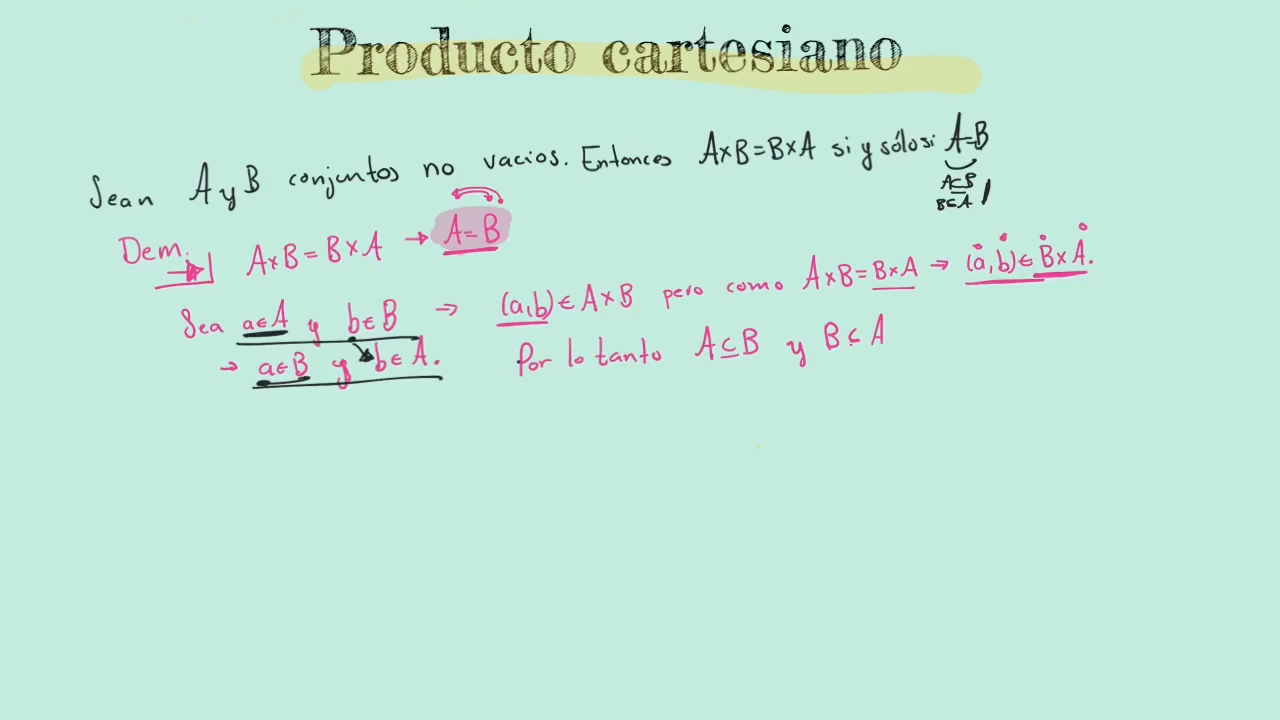 Producto cartesiano
Sean A y B conjuntos no vacios. Entonces A×B = B×A si y sólo si A=B
A⊆B
B⊆A
Dem.
A×B = B×A → A=B
Sea a∈A y b∈B → (a,b)∈A×B pero como A×B = B×A → (a,b)∈B×A.
→ a∈B y b∈A. Por lo tanto A⊆B y B⊆A